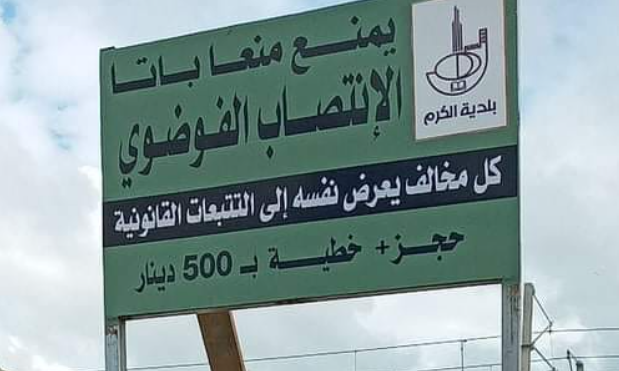 يمنع منعا باتا
الإنتصاب الفوضوي
بلدية الكرم
كل مخالف يعرض نفسه إلى التتبعات القانونية
حجز + خطية بـ 500 دينار